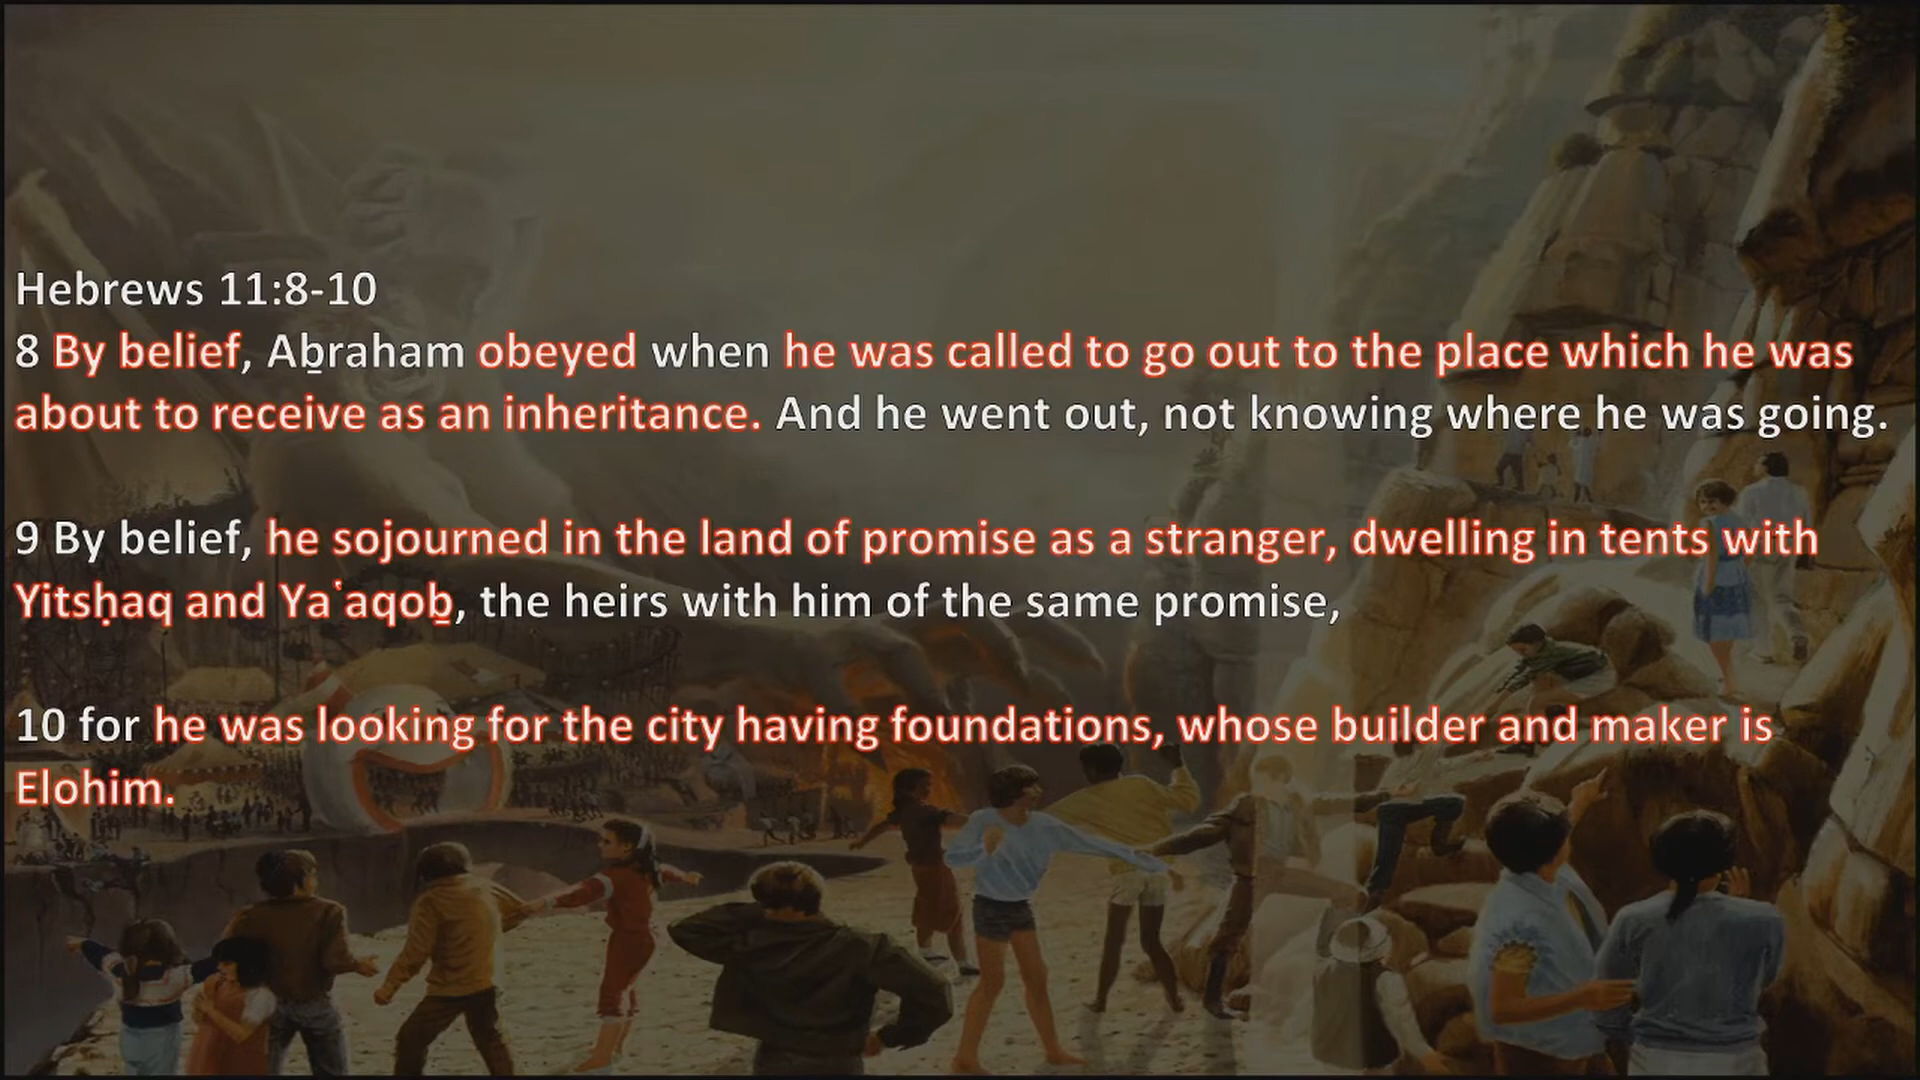 Hebrews 11:8-10
8 By belief, Aḇraham obeyed when he was called to go out to the place which he was
about to receive as an inheritance. And he went out, not knowing where he was going.
9 By belief, he sojourned in the land of promise as a stranger, dwelling in tents with
Yitsḥaq and Yaʽaqoḇ, the heirs with him of the same promise,
10 for he was looking for the city having foundations, whose builder and maker is
Elohim.